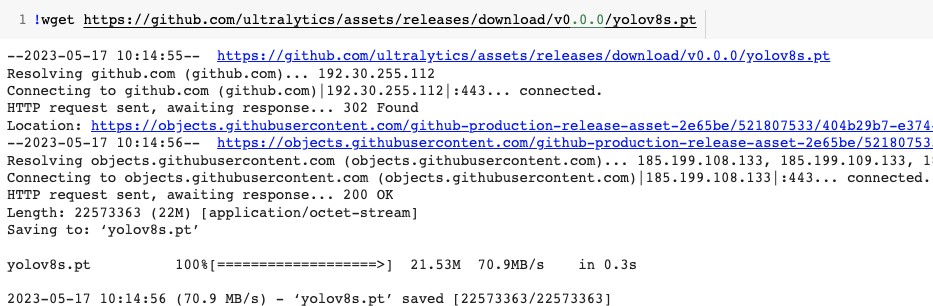 1 !wget https://github.com/ultralytics/assets/releases/download/v0.0.0/yolov8s.pt
--2023-05-17 10:14:55-- https://github.com/ultralytics/assets/releases/download/v0.0.0/yolov8s.pt
Resolving github.com (github.com)... 192.30.255.112
Connecting to github.com (github.com)|192.30.255.112|:443... connected.
HTTP request sent, awaiting response... 302 Found
Location: https://objects.githubusercontent.com/github-production-release-asset-2e65be/521807533/404b29b7-e374-
--2023-05-17 10:14:56-- https://objects.githubusercontent.com/github-production-release-asset-2e65be/52180753
Resolving objects.githubusercontent.com (objects.githubusercontent.com)... 185.199.108.133, 185.199.109.133, 1
Connecting to objects.githubusercontent.com (objects.githubusercontent.com)|185.199.108.133|:443... connected.
HTTP request sent, awaiting response... 200 OK
Length: 22573363 (22M) [application/octet-stream]
Saving to: ‘yolov8s.pt’
yolov8s.pt 100%[===================>] 21.53M 70.9MB/s in 0.3s
2023-05-17 10:14:56 (70.9 MB/s) - ‘yolov8s.pt’ saved [22573363/22573363]